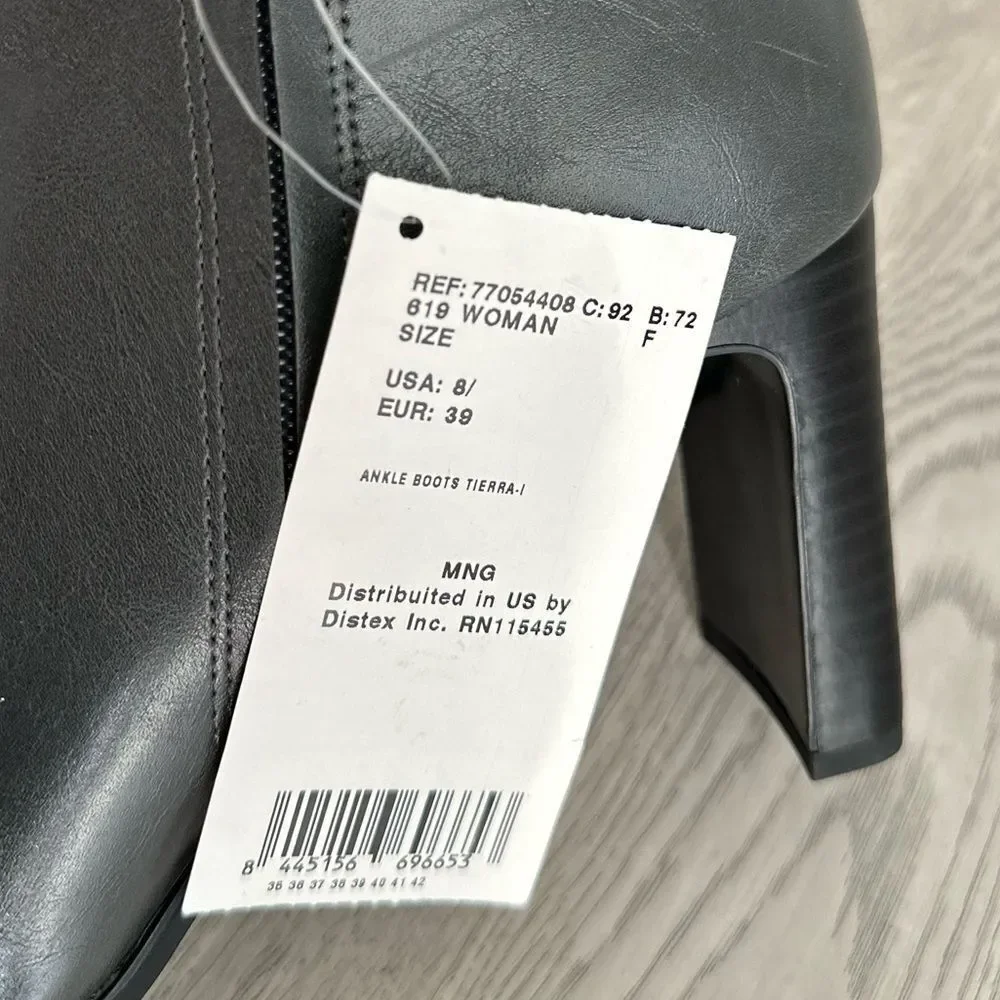 REF: 77054408 C: 92 B: 72
619 WOMAN F
SIZE
USA: 8/
EUR: 39
ANKLE BOOTS TIERRA-I
MNG
Distribuited in US by
Distex Inc. RN115455
8 445156 696653
35 36 37 38 39 40 41 42